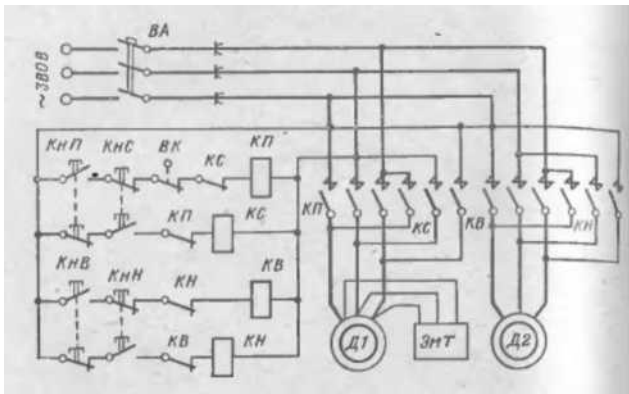 ВА
~380В
КнП КнС ВК КС КП
КП КС
КнВ КнН КН КВ
КВ КН
КП КС КВ КН
Д1 ЭМТ Д2